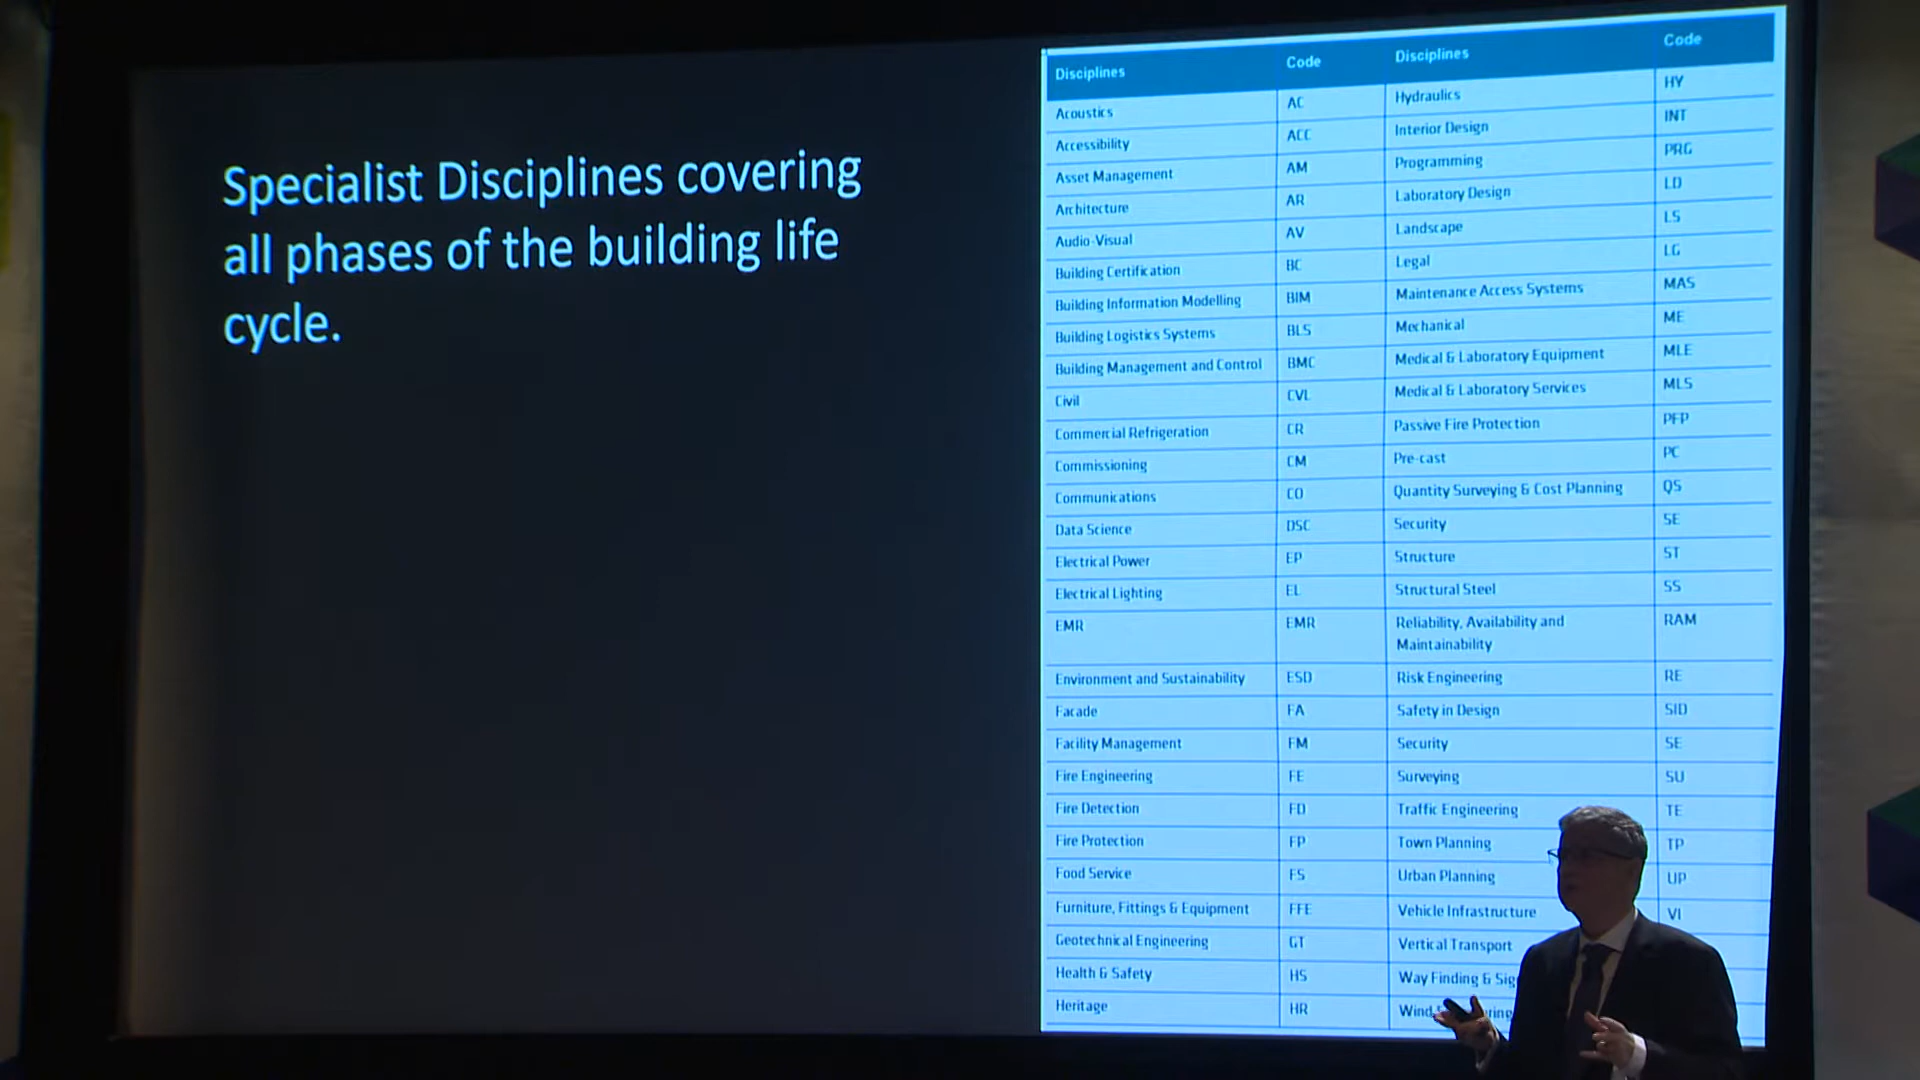 Specialist Disciplines covering
all phases of the building life
cycle.
Disciplines Code Disciplines Code
Acoustics AC Hydraulics HY
Accessibility ACC Interior Design INT
Asset Management AM Programming PRG
Architecture AR Laboratory Design LD
Audio-Visual AV Landscape LS
Building Certification BC Legal LG
Building Information Modelling BIM Maintenance Access Systems MAS
Building Logistics Systems BLS Mechanical ME
Building Management and Control BMC Medical & Laboratory Equipment MLE
Civil CVL Medical & Laboratory Services MLS
Commercial Refrigeration CR Passive Fire Protection PFP
Commissioning CM Pre-cast PC
Communications CO Quantity Surveying & Cost Planning QS
Data Science DSC Security SE
Electrical Power EP Structure ST
Electrical Lighting EL Structural Steel SS
EMR EMR Reliability, Availability and RAM
Maintainability
Environment and Sustainability ESD Risk Engineering RE
Facade FA Safety in Design SID
Facility Management FM Security SE
Fire Engineering FE Surveying SU
Fire Detection FD Traffic Engineering TE
Fire Protection FP Town Planning TP
Food Service FS Urban Planning UP
Furniture, Fittings & Equipment FFE Vehicle Infrastructure VI
Geotechnical Engineering GT Vertical Transport
Health & Safety HS Way Finding &
Heritage HR Wind